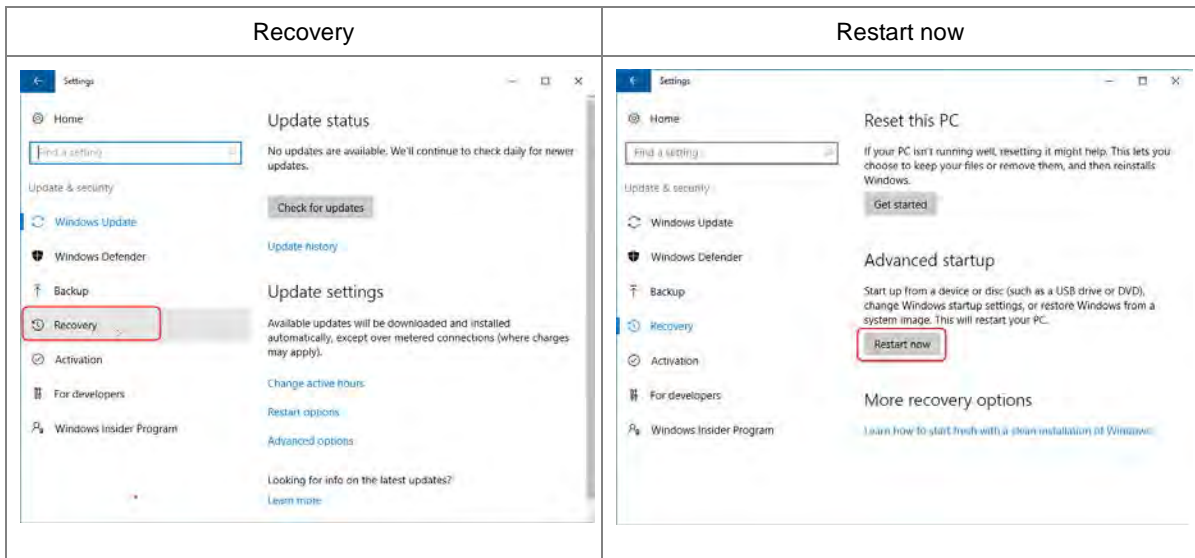 Recovery
Restart now
Settings
Home
Find a setting
Update & security
Windows Update
Windows Defender
Backup
Recovery
Activation
For developers
Windows Insider Program
Update status
No updates are available. We'll continue to check daily for newer
updates.
Check for updates
Update history
Update settings
Available updates will be downloaded and installed
automatically, except over metered connections (where charges
may apply).
Change active hours
Restart options
Advanced options
Looking for info on the latest updates?
Learn more
Settings
Home
Find a setting
Update & security
Windows Update
Windows Defender
Backup
Recovery
Activation
For developers
Windows Insider Program
Reset this PC
If your PC isn't running well, resetting it might help. This lets you
choose to keep your files or remove them, and then reinstalls
Windows.
Get started
Advanced startup
Start up from a device or disc (such as a USB drive or DVD),
change Windows startup settings, or restore Windows from a
system image. This will restart your PC.
Restart now
More recovery options
Learn how to start fresh with a clean installation of Windows